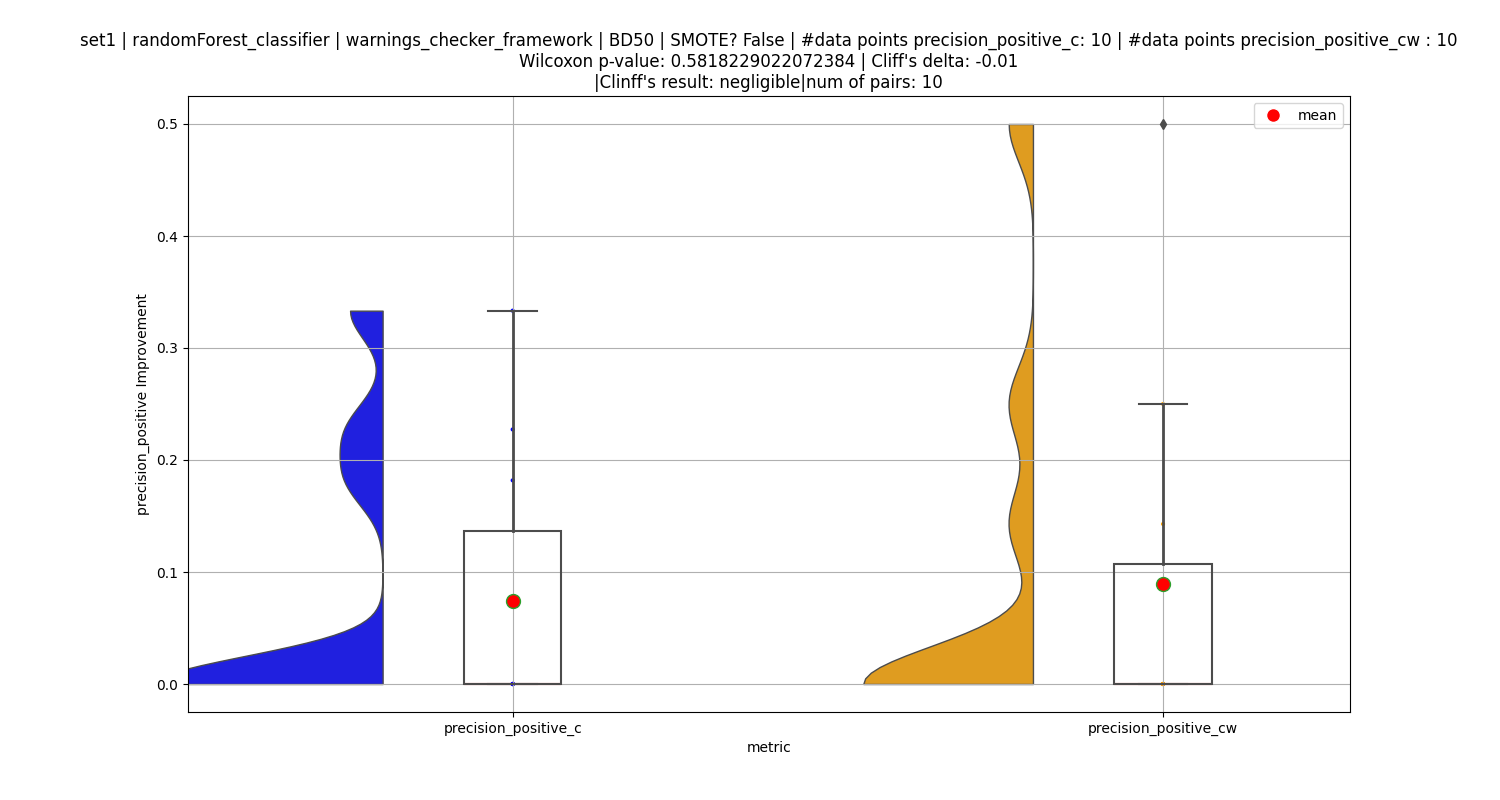 set1 | randomForest_classifier | warnings_checker_framework | BD50 | SMOTE? False | #data points precision_positive_c: 10 | #data points precision_positive_cw : 10
Wilcoxon p-value: 0.5818229022072384 | Cliff's delta: -0.01
|Clinff's result: negligible|num of pairs: 10
mean
0.5
0.4
0.3
0.2
0.1
0.0
precision_positive Improvement
precision_positive_c
precision_positive_cw
metric